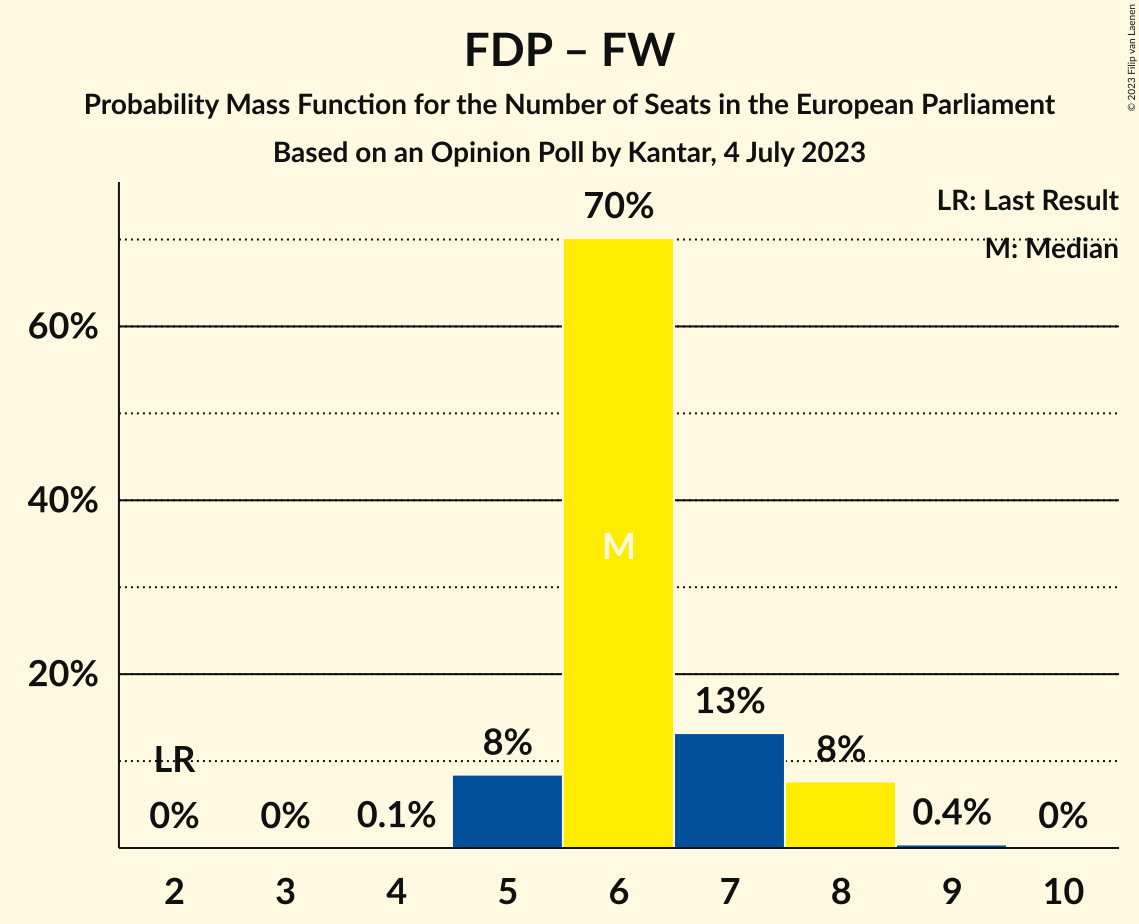 FDP – FW
Probability Mass Function for the Number of Seats in the European Parliament
Based on an Opinion Poll by Kantar, 4 July 2023
© 2023 Filip van Laenen
LR: Last Result
M: Median
70%
60%
40%
M
20%
13%
8%
8%
LR
0%
0%
0.1%
0.4%
0%
2 3 4 5 6 7 8 9 10